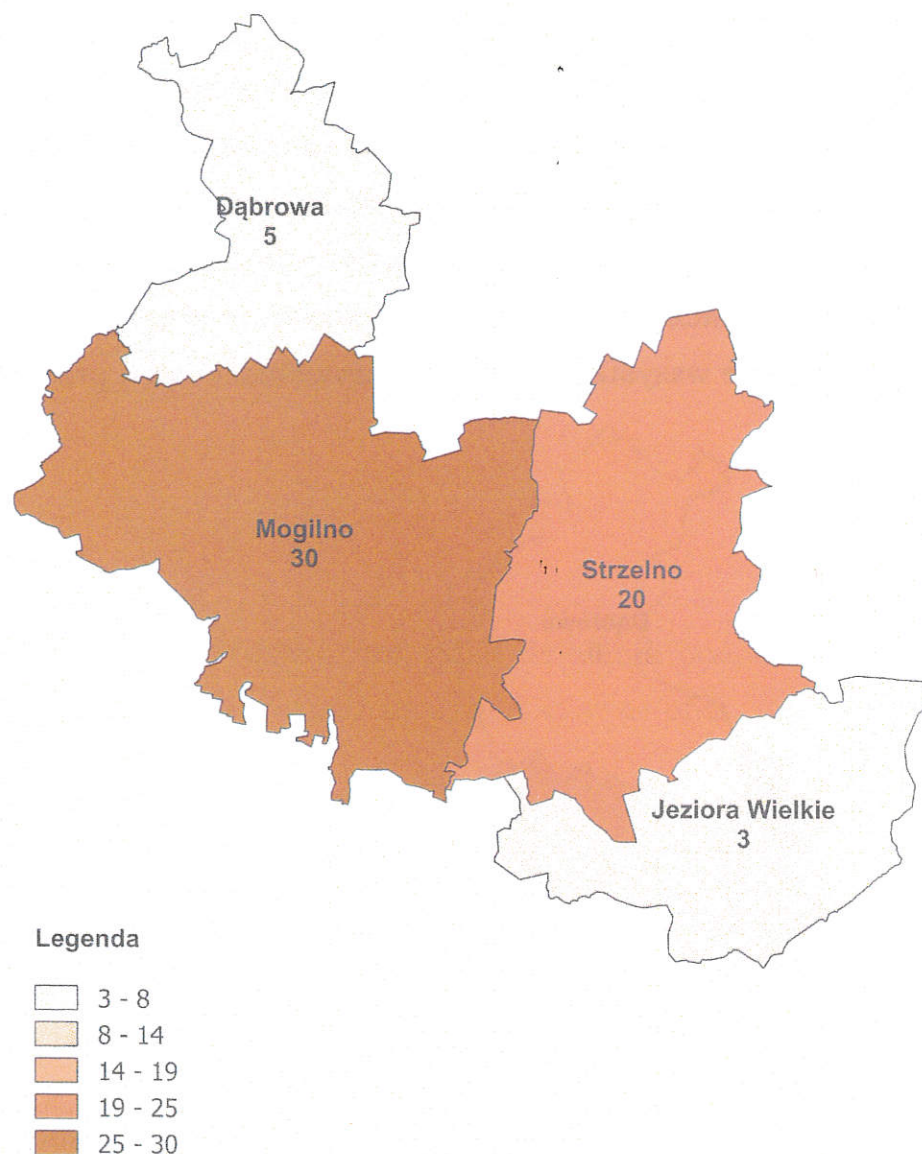 Dąbrowa
5
Mogilno
30
Strzelno
20
Jeziora Wielkie
3
Legenda
3 - 8
8 - 14
14 - 19
19 - 25
25 - 30